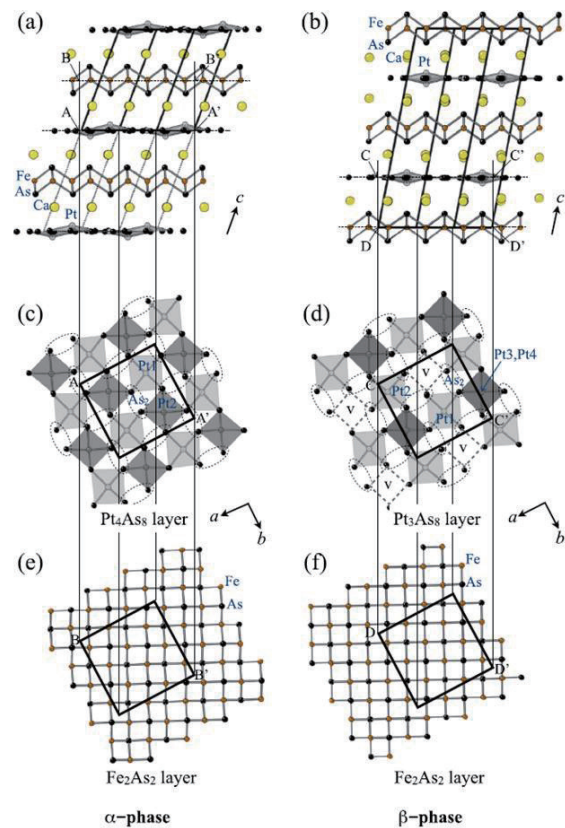 (a)
(b)
B
B'
A
A'
Fe
As
Ca
Pt
c
Fe
As
Ca
Pt
C
C'
D
D'
c
(c)
(d)
A
Pt1
As₂
Pt2
A'
C
V
Pt2
As₂
Pt3,Pt4
Pt1
C'
V
V
V
Pt₄As₈ layer
a
b
Pt₃As₈ layer
a
b
(e)
(f)
Fe
As
B
B'
Fe
As
D
D'
Fe₂As₂ layer
Fe₂As₂ layer
α-phase
β-phase